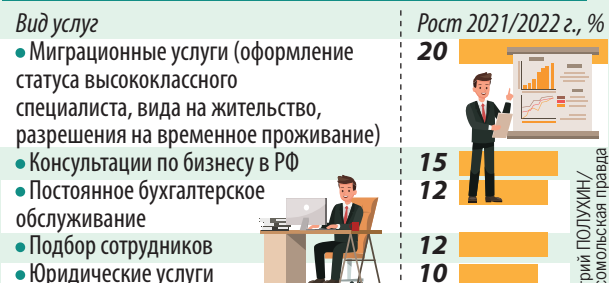 Вид услуг
Рост 2021/2022 г., %
• Миграционные услуги (оформление
статуса высококлассного
специалиста, вида на жительство,
разрешения на временное проживание)
20
• Консультации по бизнесу в РФ
15
• Постоянное бухгалтерское
обслуживание
12
• Подбор сотрудников
12
• Юридические услуги
10
ПОЛУХИН/
правда